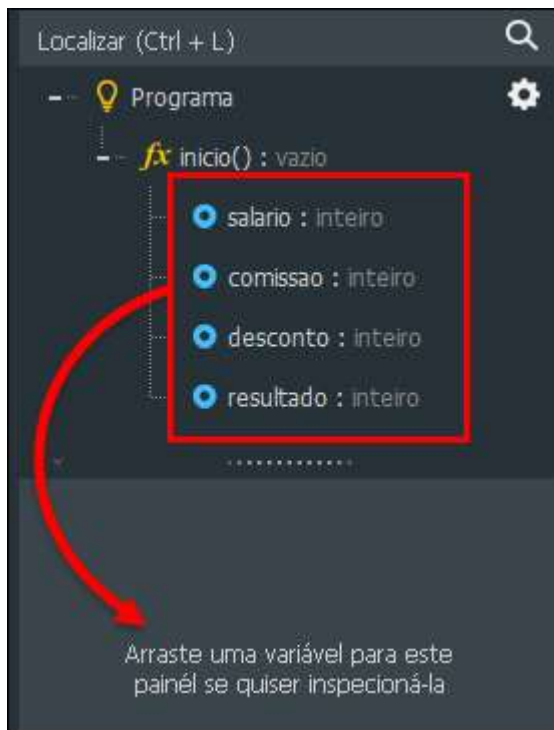 Localizar (Ctrl + L)
Programa
fx inicio() : vazio
salario : inteiro
comissao : inteiro
desconto : inteiro
resultado : inteiro
Arraste uma variável para este
painél se quiser inspecioná-la